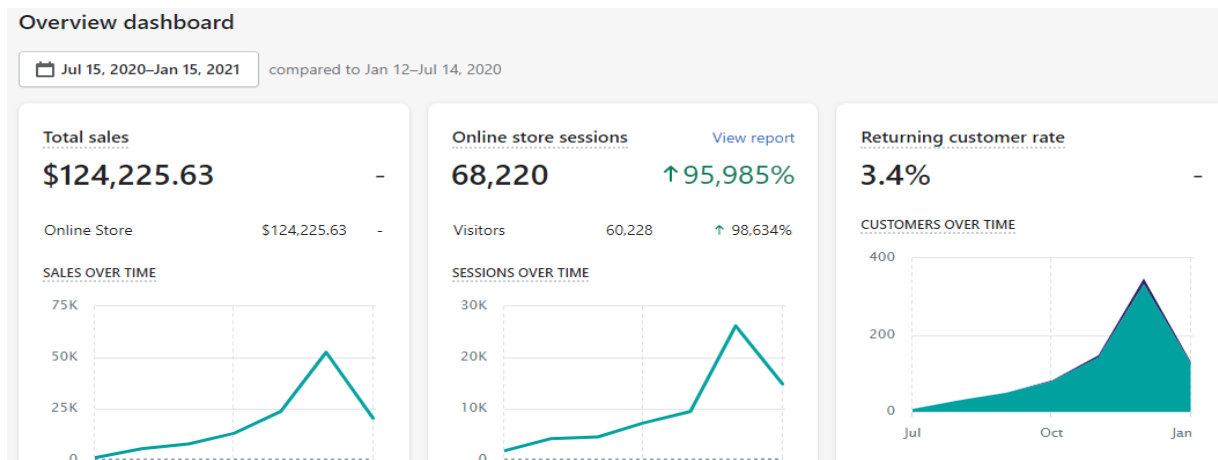 Overview dashboard
Jul 15, 2020–Jan 15, 2021 compared to Jan 12–Jul 14, 2020
Total sales
$124,225.63 -
Online Store $124,225.63 -
SALES OVER TIME
75K
50K
25K
0
Online store sessions View report
68,220 ↑95,985%
Visitors 60,228 ↑ 98,634%
SESSIONS OVER TIME
30K
20K
10K
0
Returning customer rate
3.4% -
CUSTOMERS OVER TIME
400
200
0
Jul Oct Jan